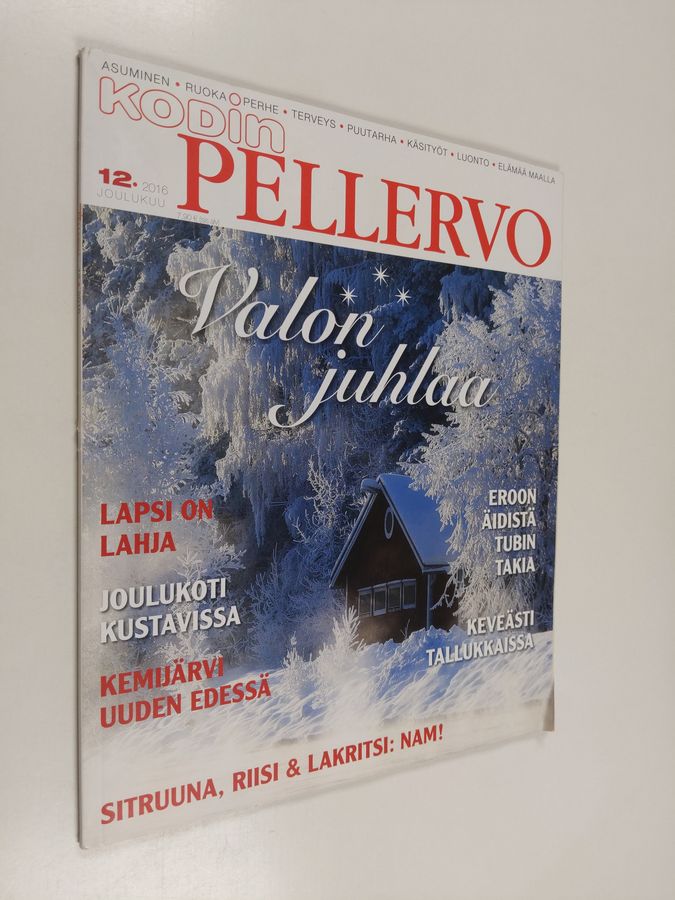 ASUMINEN • RUOKA • PERHE • TERVEYS • PUUTARHA • KÄSITYÖT • LUONTO • ELÄMÄÄ MAALLA
KODIN
PELLERVO
12. 2016
JOULUKUU
Valon
juhlaa
LAPSI ON
LAHJA
JOULUKOTI
KUSTAVISSA
KEMIJÄRVI
UUDEN EDESSÄ
EROON
ÄIDISTÄ
TUBIN
TAKIA
KEVEÄSTI
TALLUKKAISSA
SITRUUNA, RIISI & LAKRITSI: NAM!